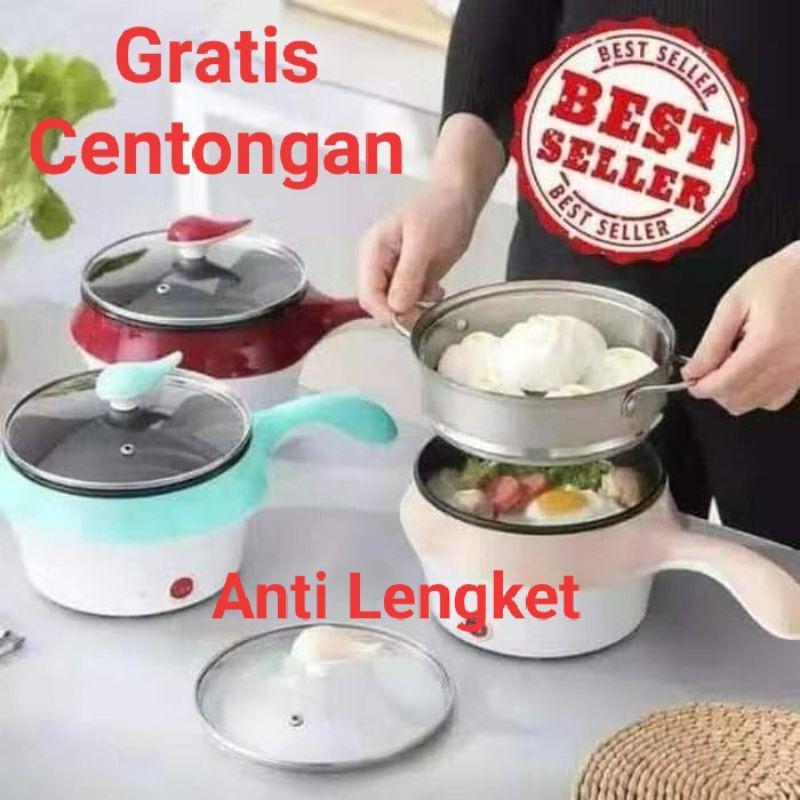 Gratis
Centongan
BEST SELLER
BEST
SELLER
BEST SELLER
Anti Lengket